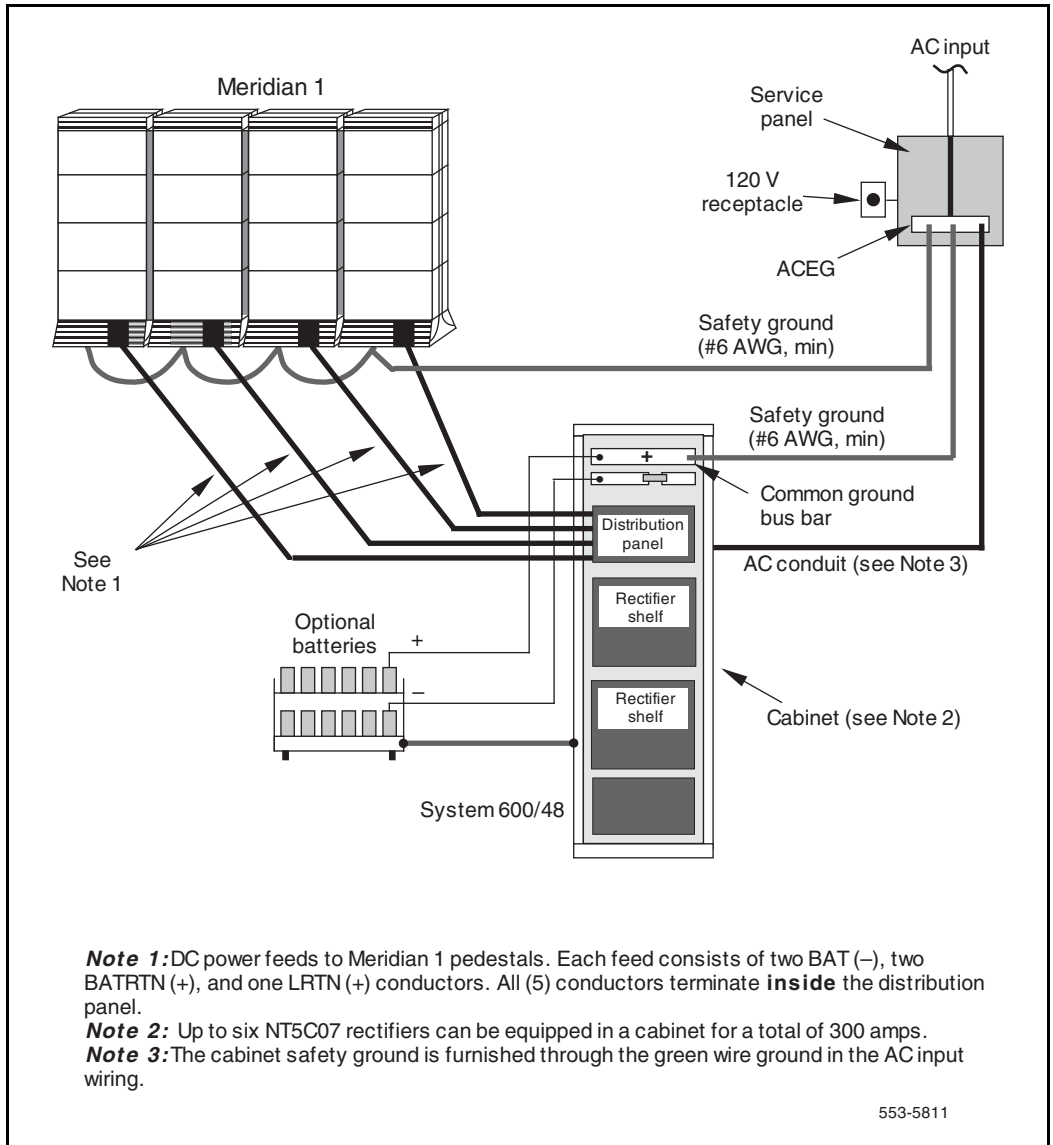 AC input
Meridian 1
Service
panel
120 V
receptacle
ACEG
Safety ground
(#6 AWG, min)
Safety ground
(#6 AWG, min)
+
Common ground
bus bar
Distribution
panel
AC conduit (see Note 3)
See
Note 1
Rectifier
shelf
Optional
batteries
+
–
Rectifier
shelf
Cabinet (see Note 2)
System 600/48
Note 1: DC power feeds to Meridian 1 pedestals. Each feed consists of two BAT (–), two
BATRTN (+), and one LRTN (+) conductors. All (5) conductors terminate inside the distribution
panel.
Note 2: Up to six NT5C07 rectifiers can be equipped in a cabinet for a total of 300 amps.
Note 3: The cabinet safety ground is furnished through the green wire ground in the AC input
wiring.
553-5811